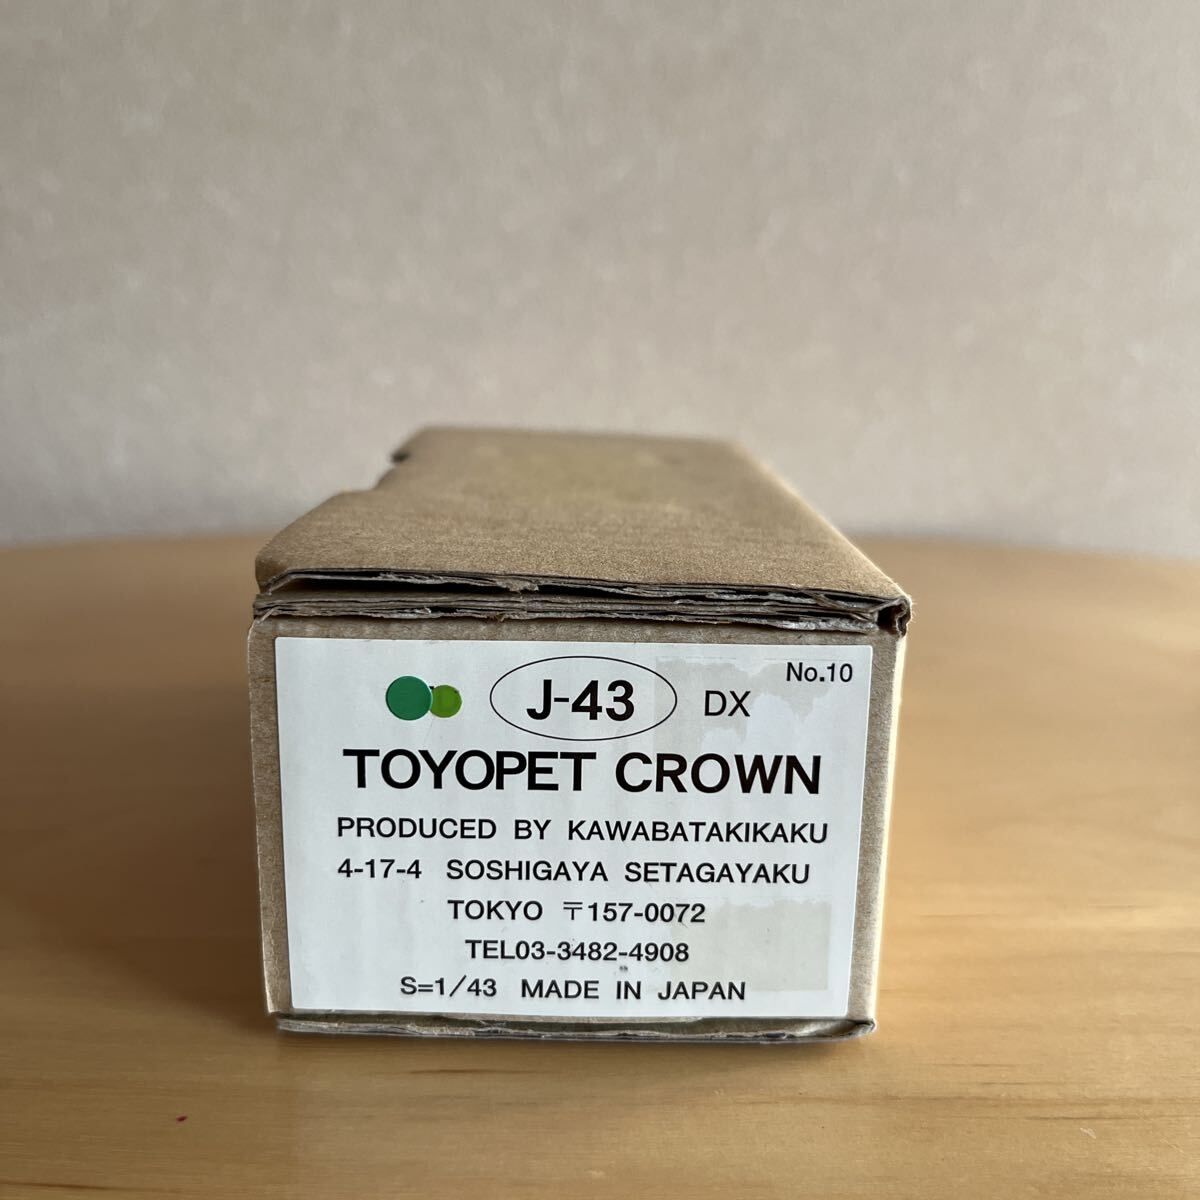 No.10
J-43 DX
TOYOPET CROWN
PRODUCED BY KAWABATAKIKAKU
4-17-4 SOSHIGAYA SETAGAYAKU
TOKYO 〒157-0072
TEL03-3482-4908
S=1/43 MADE IN JAPAN